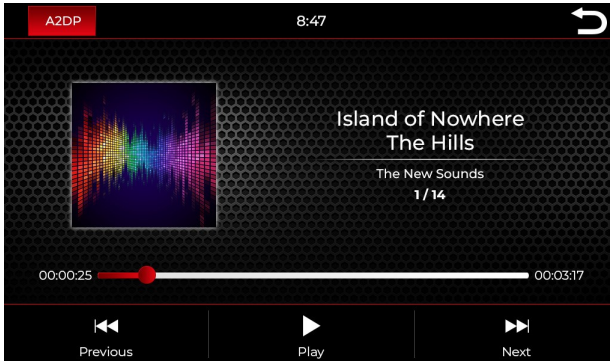 A2DP
8:47
Island of Nowhere
The Hills
The New Sounds
1 / 14
00:00:25
00:03:17
Previous
Play
Next